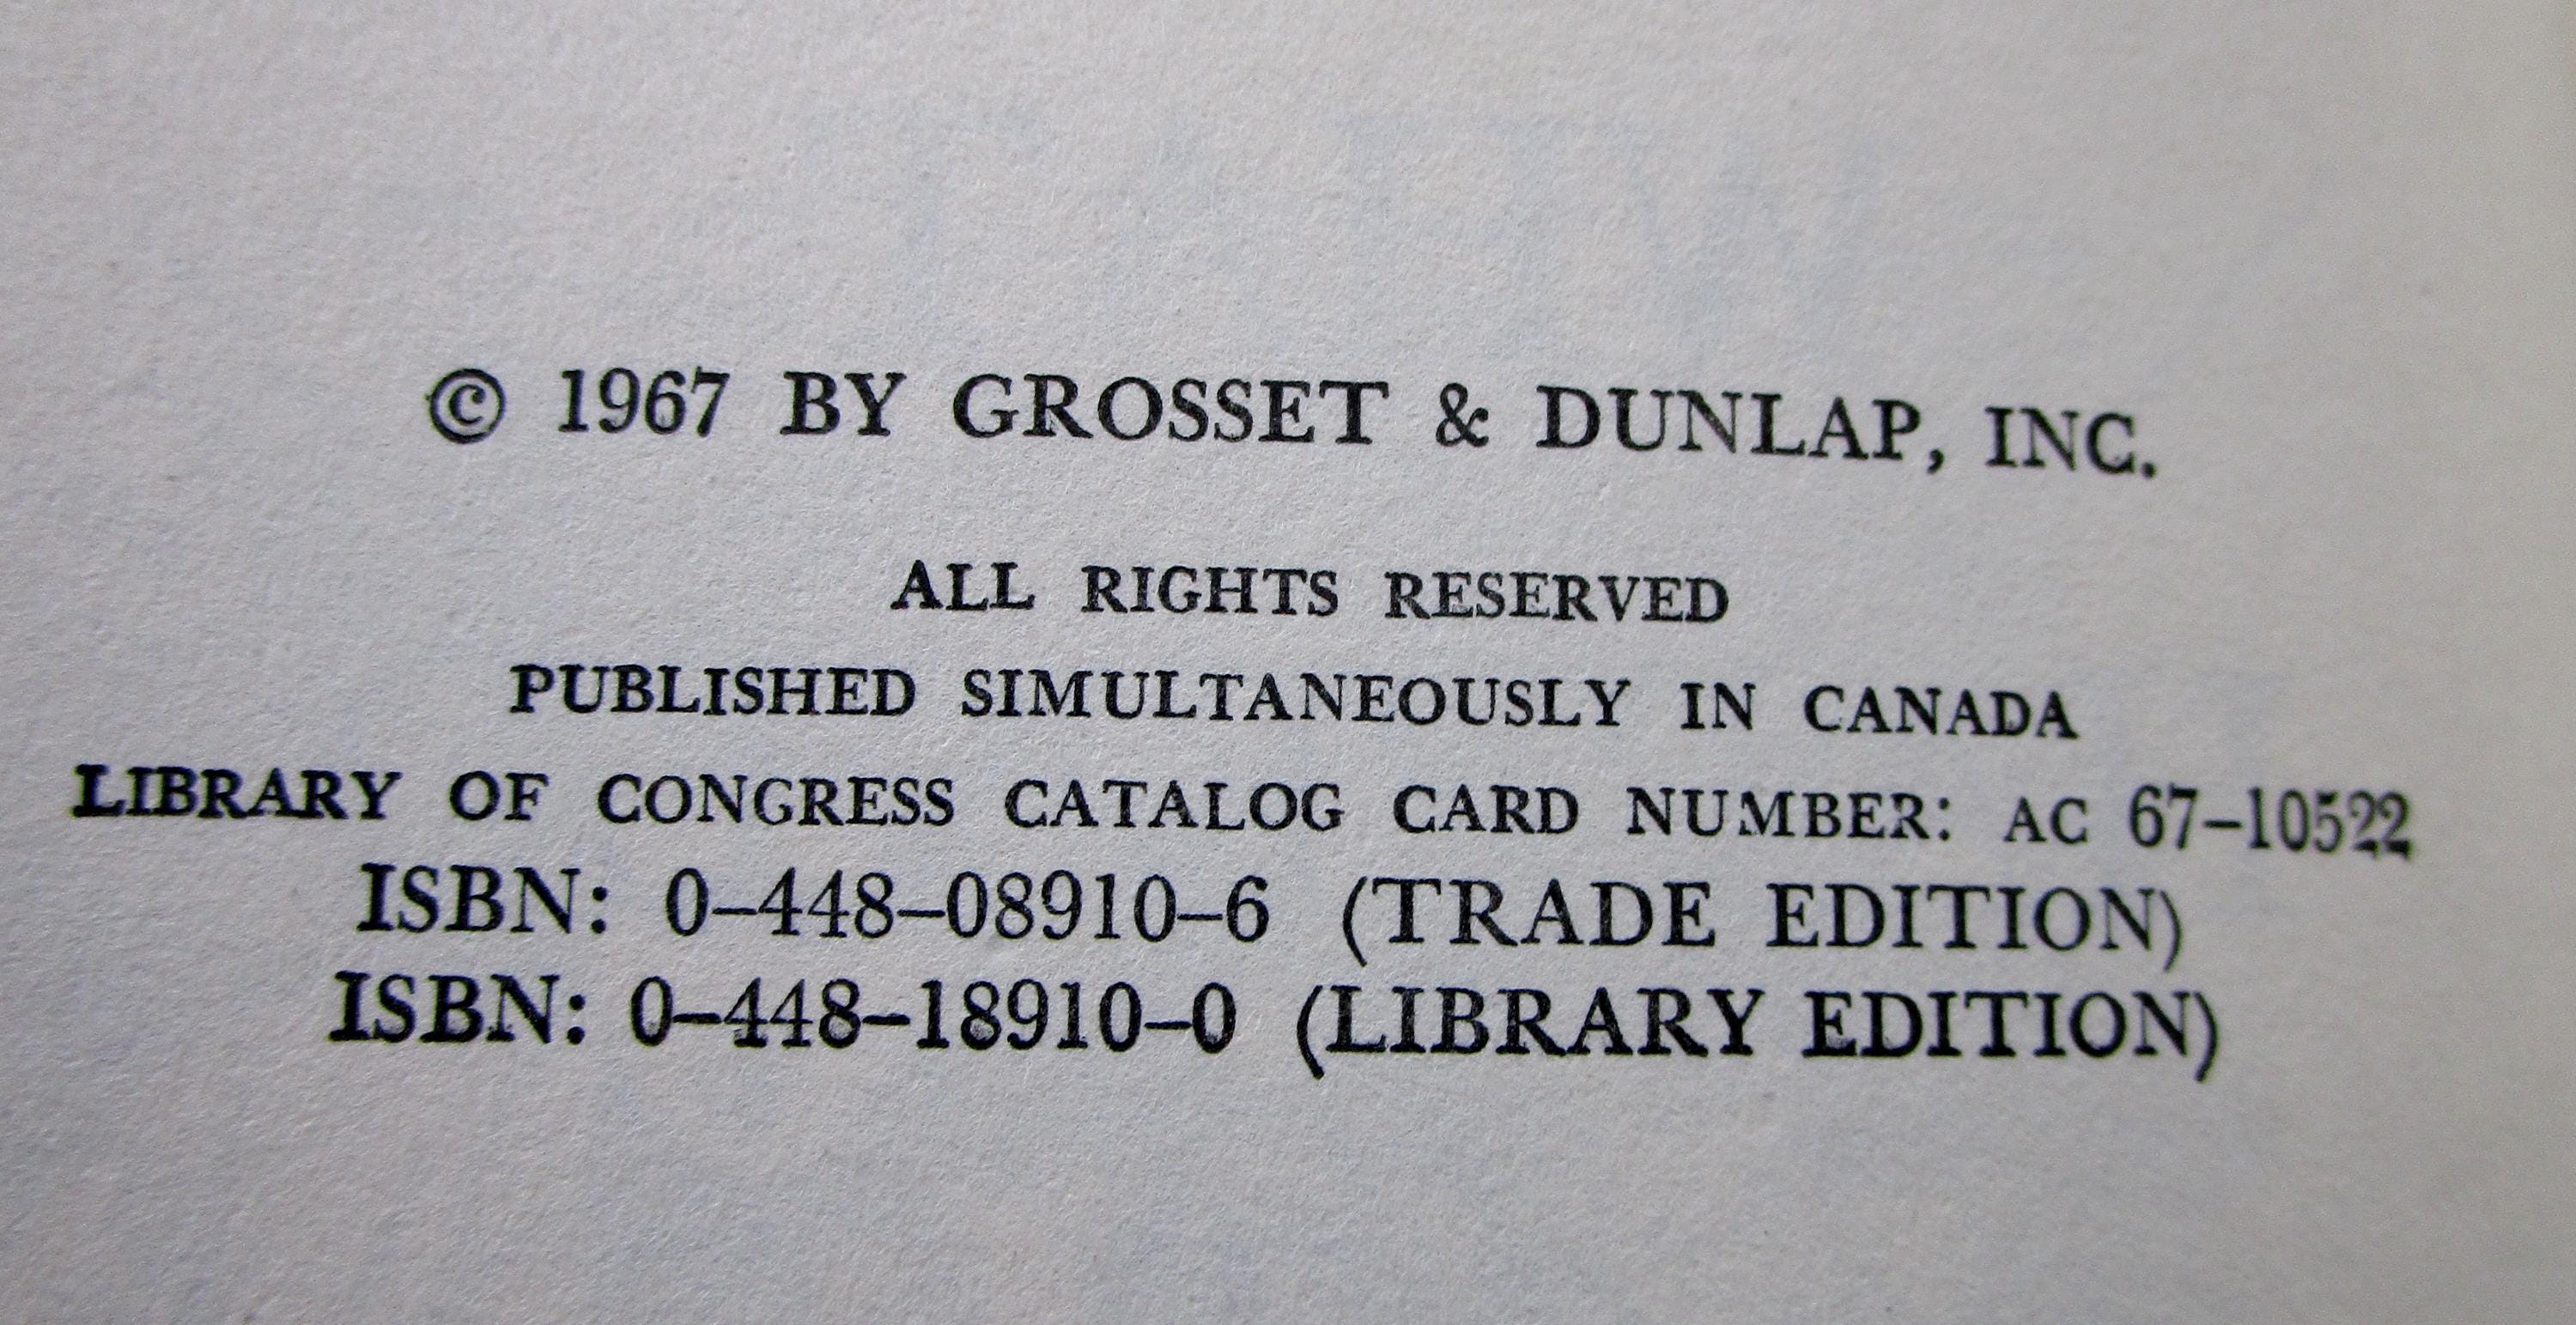 © 1967 BY GROSSET & DUNLAP, INC.
ALL RIGHTS RESERVED
PUBLISHED SIMULTANEOUSLY IN CANADA
LIBRARY OF CONGRESS CATALOG CARD NUMBER: AC 67–10522
ISBN: 0–448–08910–6 (TRADE EDITION)
ISBN: 0–448–18910–0 (LIBRARY EDITION)